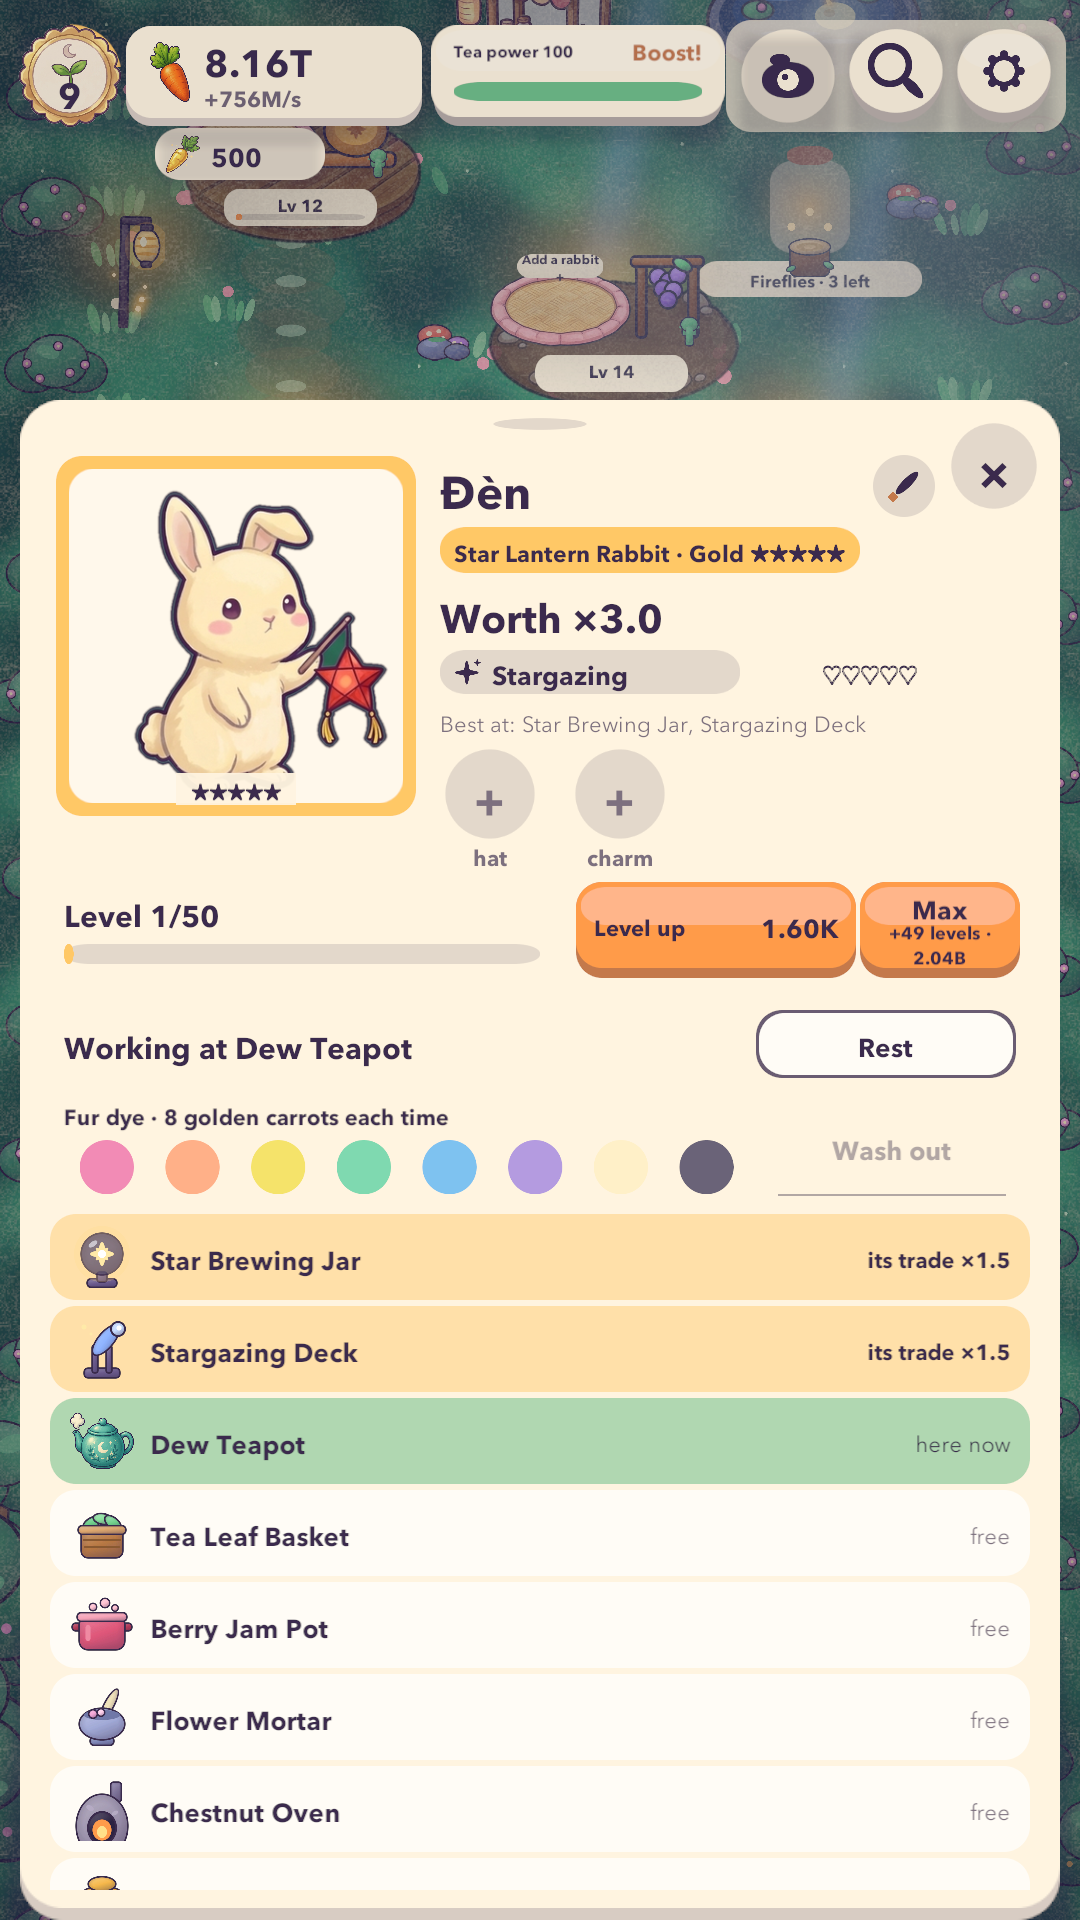 9
8.16T
+756M/s
Tea power 100
Boost!
500
Lv 12
Add a rabbit
+
Fireflies · 3 left
Lv 14
Đèn
Star Lantern Rabbit · Gold ★★★★★
Worth ×3.0
Stargazing
♡♡♡♡♡
Best at: Star Brewing Jar, Stargazing Deck
★★★★★
+
+
hat
charm
Level 1/50
Level up
1.60K
Max
+49 levels ·
2.04B
Working at Dew Teapot
Rest
Fur dye · 8 golden carrots each time
Wash out
Star Brewing Jar
its trade ×1.5
Stargazing Deck
its trade ×1.5
Dew Teapot
here now
Tea Leaf Basket
free
Berry Jam Pot
free
Flower Mortar
free
Chestnut Oven
free